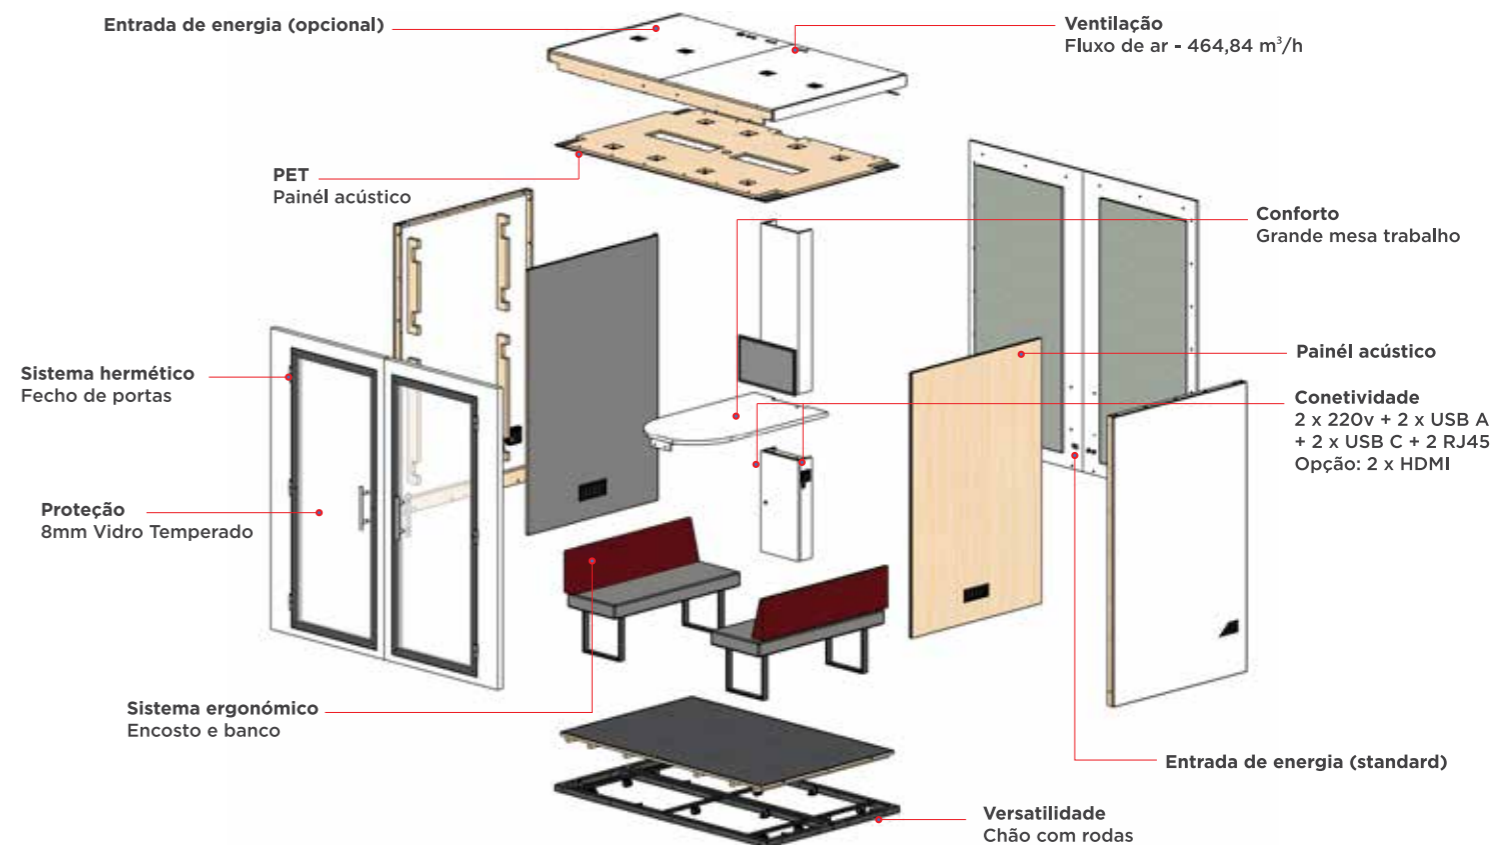 Entrada de energia (opcional)
Ventilação
Fluxo de ar - 464,84 m³/h
PET
Painél acústico
Conforto
Grande mesa trabalho
Sistema hermético
Fecho de portas
Painél acústico
Conetividade
2 x 220v + 2 x USB A
+ 2 x USB C + 2 RJ45
Opção: 2 x HDMI
Proteção
8mm Vidro Temperado
Sistema ergonómico
Encosto e banco
Entrada de energia (standard)
Versatilidade
Chão com rodas